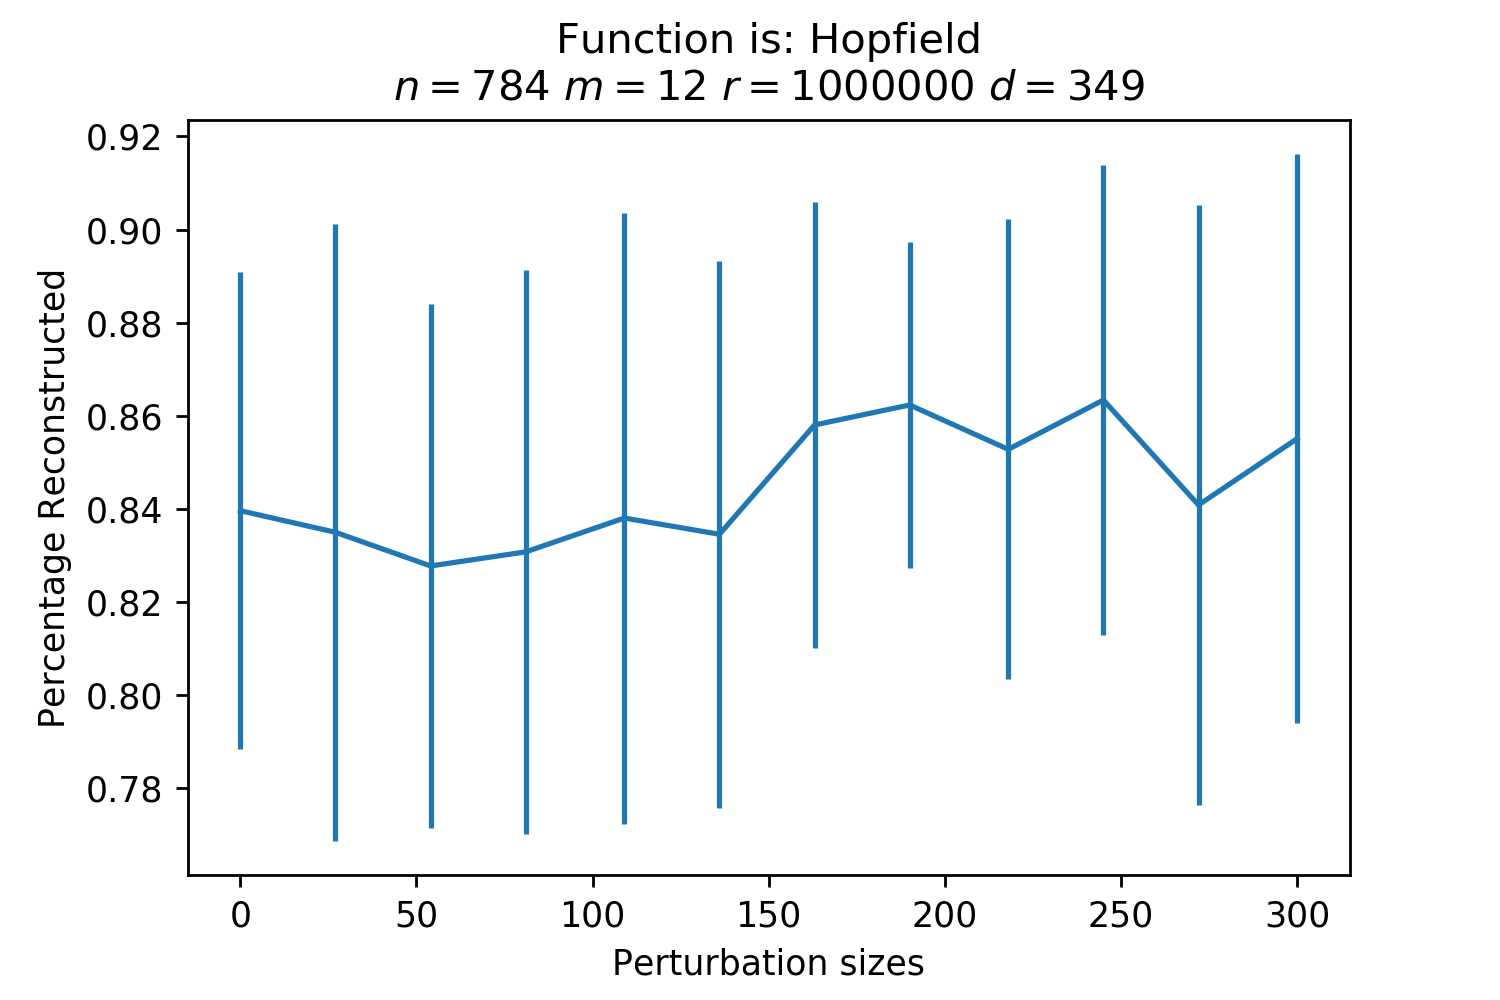 Function is: Hopfield
n = 784 m = 12 r = 1000000 d = 349
0.92
0.90
0.88
0.86
0.84
0.82
0.80
0.78
Percentage Reconstructed
0 50 100 150 200 250 300
Perturbation sizes